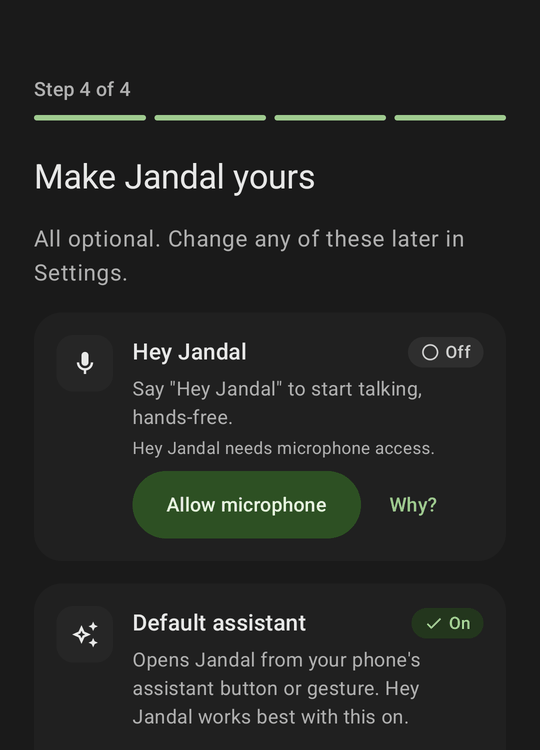 Step 4 of 4
Make Jandal yours
All optional. Change any of these later in
Settings.
Hey Jandal
Off
Say "Hey Jandal" to start talking,
hands-free.
Hey Jandal needs microphone access.
Allow microphone
Why?
Default assistant
On
Opens Jandal from your phone's
assistant button or gesture. Hey
Jandal works best with this on.